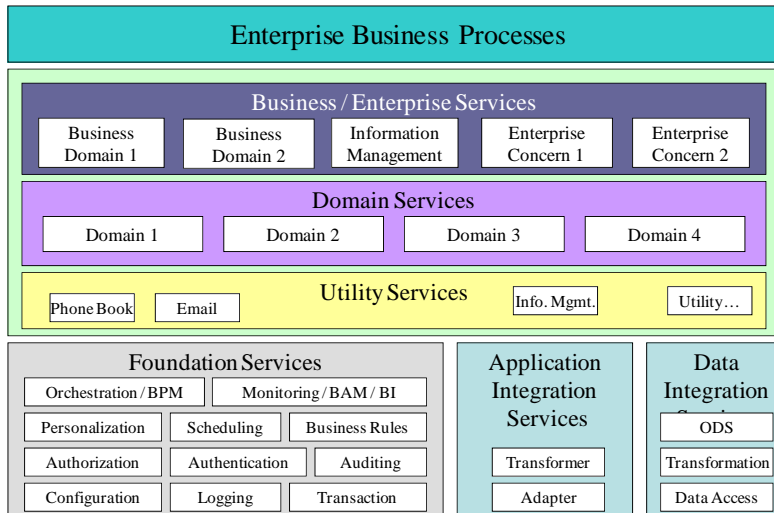 Enterprise Business Processes
Business / Enterprise Services
Business
Domain 1
Business
Domain 2
Information
Management
Enterprise
Concern 1
Enterprise
Concern 2
Domain Services
Domain 1
Domain 2
Domain 3
Domain 4
Utility Services
Phone Book
Email
Info. Mgmt.
Utility…
Foundation Services
Orchestration / BPM
Monitoring / BAM / BI
Personalization
Scheduling
Business Rules
Authorization
Authentication
Auditing
Configuration
Logging
Transaction
Application
Integration
Services
Transformer
Adapter
Data
Integration
ODS
Transformation
Data Access